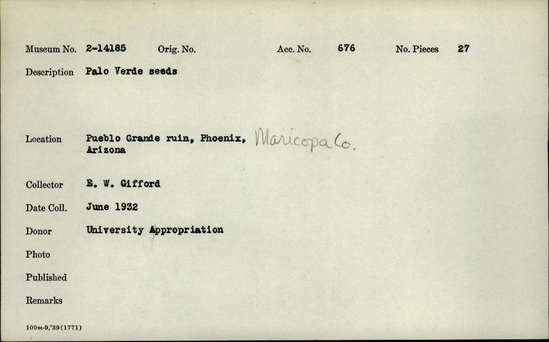 Museum No. 2-14185 Orig. No. Acc. No. 676 No. Pieces 27
Description Palo Verde seeds
Location Pueblo Grande ruin, Phoenix, Maricopa Co.
Arizona
Collector E. W. Gifford
Date Coll. June 1932
Donor University Appropriation
Photo
Published
Remarks
100m-9,'39(1771)